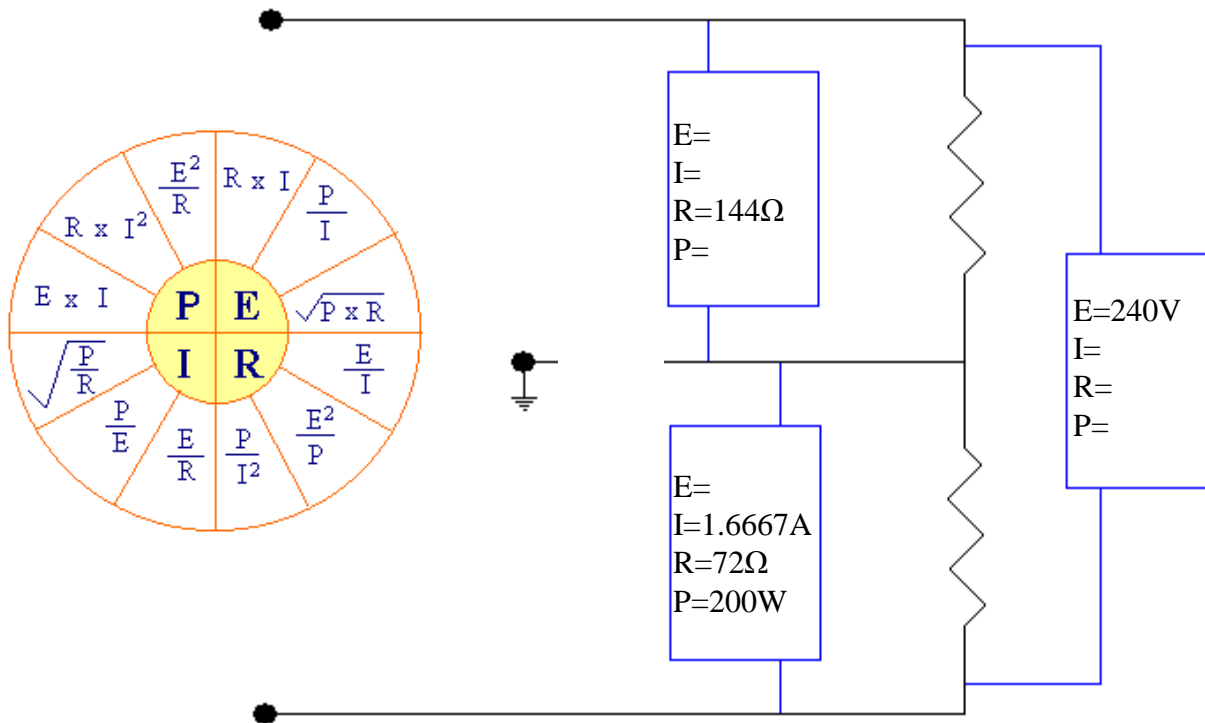 E²/R
R x I
P/I
R x I²
E x I
P
E
√P x R
I
R
√P/R
E/I
P/E
E/R
P/I²
E²/P
E=
I=
R=144Ω
P=
E=240V
I=
R=
P=
E=
I=1.6667A
R=72Ω
P=200W